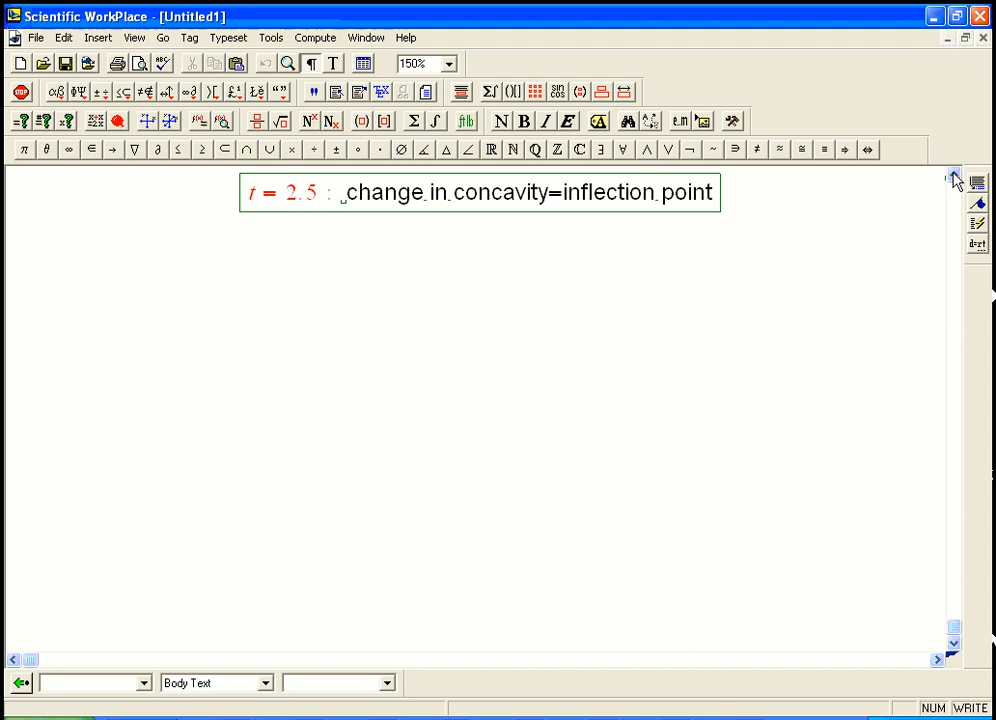 Scientific WorkPlace - [Untitled1]
File Edit Insert View Go Tag Typeset Tools Compute Window Help
150%
N B I E
π θ ∞ ∈ → ∇ ∂ ≤ ≥ ⊂ ∩ ∪ × ÷ ± ∘ · ∅ ∡ △ ∠ ℝ ℕ ℚ ℤ ℂ ∃ ∀ ∧ ∨ ¬ ~ ∋ ≠ ≈ ≅ ≡ ⇒ ⇔
d=rt
t = 2.5 : change in concavity=inflection point
Body Text
NUM WRITE